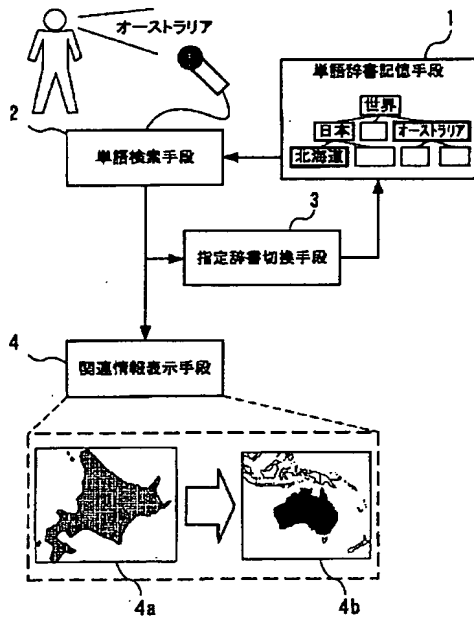 オーストラリア
1
単語辞書記憶手段
世界
日本
オーストラリア
北海道
2
単語検索手段
3
指定辞書切換手段
4
関連情報表示手段
4a
4b